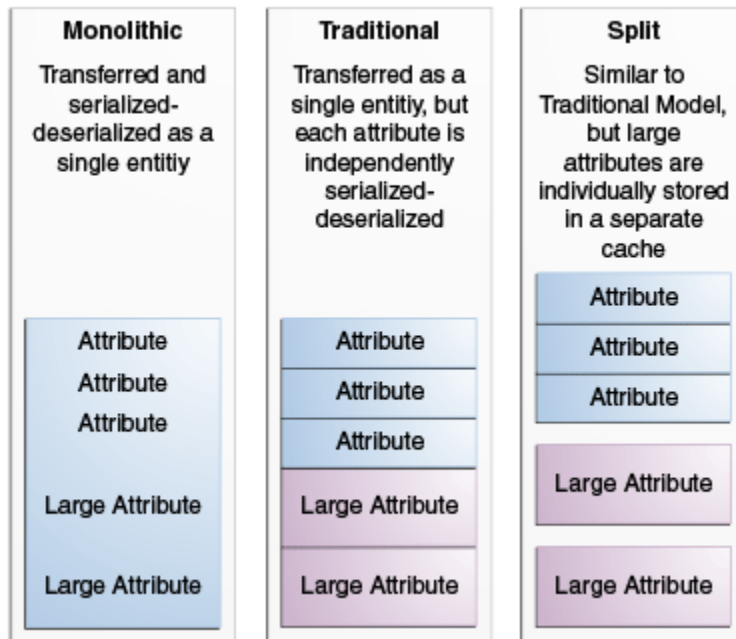 Monolithic
Transferred and
serialized-
deserialized as a
single entitiy
Attribute
Attribute
Attribute
Large Attribute
Large Attribute
Traditional
Transferred as a
single entitiy, but
each attribute is
independently
serialized-
deserialized
Attribute
Attribute
Attribute
Large Attribute
Large Attribute
Split
Similar to
Traditional Model,
but large
attributes are
individually stored
in a separate
cache
Attribute
Attribute
Attribute
Large Attribute
Large Attribute